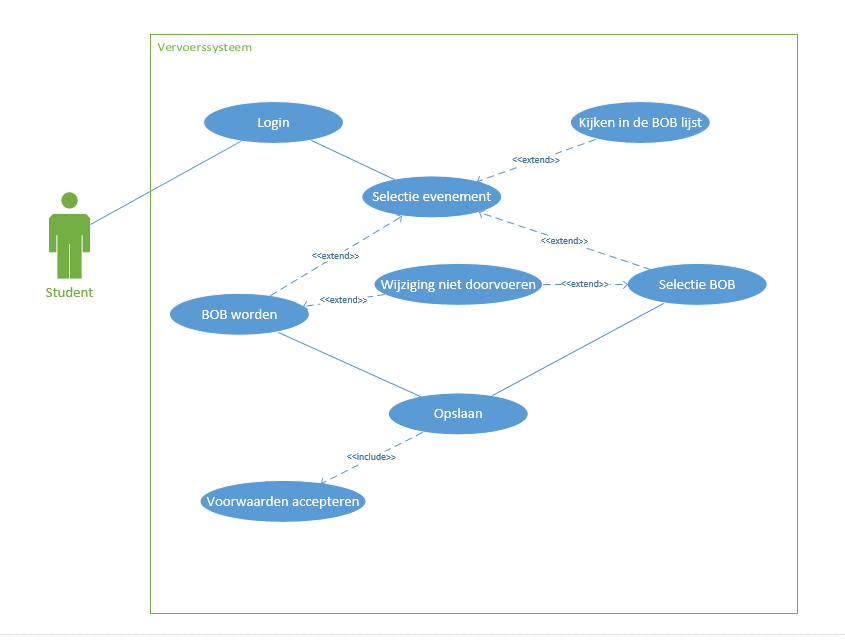 Vervoerssysteem
Login
Kijken in de BOB lijst
<<extend>>
Selectie evenement
<<extend>>
<<extend>>
Wijziging niet doorvoeren
<<extend>>
Selectie BOB
Student
<<extend>>
BOB worden
Opslaan
<<include>>
Voorwaarden accepteren